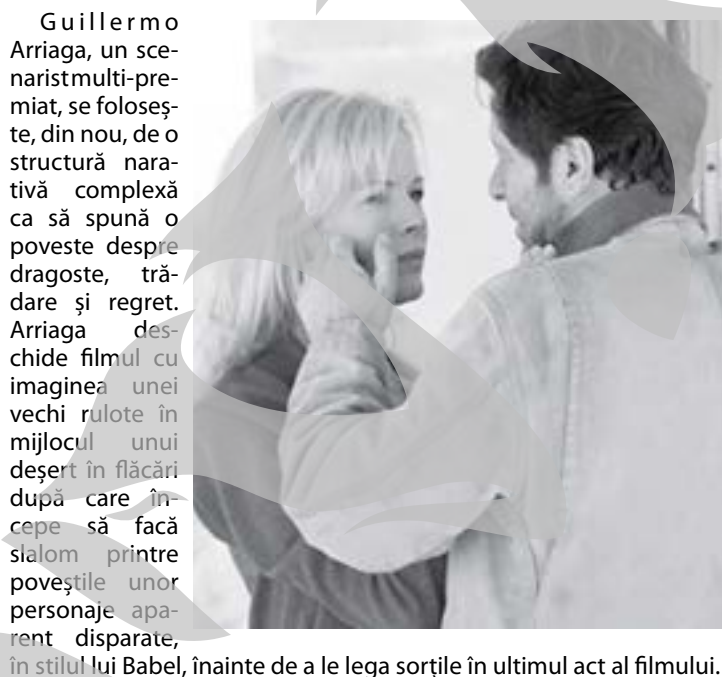 Guillermo
Arriaga, un sce-
naristmulti-pre-
miat, se foloseș-
te, din nou, de o
structură nara-
tivă complexă
ca să spună o
poveste despre
dragoste, tră-
dare și regret.
Arriaga des-
chide filmul cu
imaginea unei
vechi rulote în
mijlocul unui
deșert în flăcări
după care în-
cepe să facă
slalom printre
poveștile unor
personaje apa-
rent disparate,
în stilul lui Babel, înainte de a le lega sorțile în ultimul act al filmului.